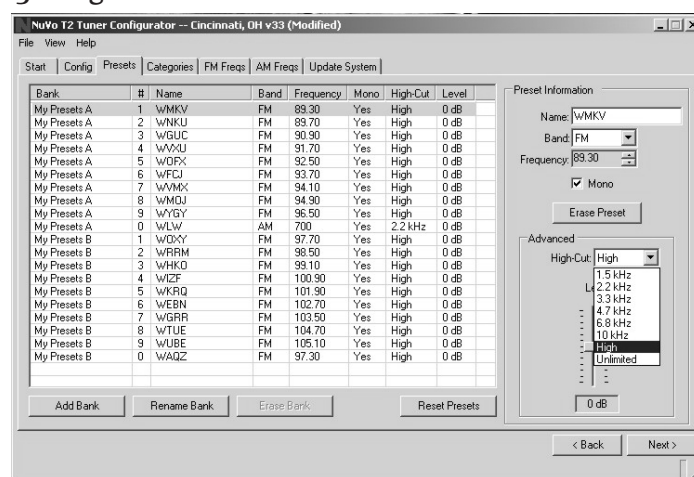 NuVo T2 Tuner Configurator -- Cincinnati, OH v33 (Modified)
File View Help
Start Config Presets Categories FM Freqs AM Freqs Update System
Bank # Name Band Frequency Mono High-Cut Level
My Presets A 1 WMKV FM 89.30 Yes High 0 dB
My Presets A 2 WNKU FM 89.70 Yes High 0 dB
My Presets A 3 WGUC FM 90.90 Yes High 0 dB
My Presets A 4 WVXU FM 91.70 Yes High 0 dB
My Presets A 5 WOFX FM 92.50 Yes High 0 dB
My Presets A 6 WFCJ FM 93.70 Yes High 0 dB
My Presets A 7 WVMX FM 94.10 Yes High 0 dB
My Presets A 8 WMOJ FM 94.90 Yes High 0 dB
My Presets A 9 WYGY FM 96.50 Yes High 0 dB
My Presets A 0 WLW AM 700 Yes 2.2 kHz 0 dB
My Presets B 1 WOXY FM 97.70 Yes High 0 dB
My Presets B 2 WRRM FM 98.50 Yes High 0 dB
My Presets B 3 WHKO FM 99.10 Yes High 0 dB
My Presets B 4 WIZF FM 100.90 Yes High 0 dB
My Presets B 5 WKRQ FM 101.90 Yes High 0 dB
My Presets B 6 WEBN FM 102.70 Yes High 0 dB
My Presets B 7 WGRR FM 103.50 Yes High 0 dB
My Presets B 8 WTUE FM 104.70 Yes High 0 dB
My Presets B 9 WUBE FM 105.10 Yes High 0 dB
My Presets B 0 WAQZ FM 97.30 Yes High 0 dB
Add Bank Rename Bank Erase Bank Reset Presets
Preset Information
Name: WMKV
Band: FM
Frequency: 89.30
Mono
Erase Preset
Advanced
High-Cut: High
1.5 kHz
2.2 kHz
3.3 kHz
4.7 kHz
6.8 kHz
10 kHz
High
Unlimited
0 dB
< Back Next >